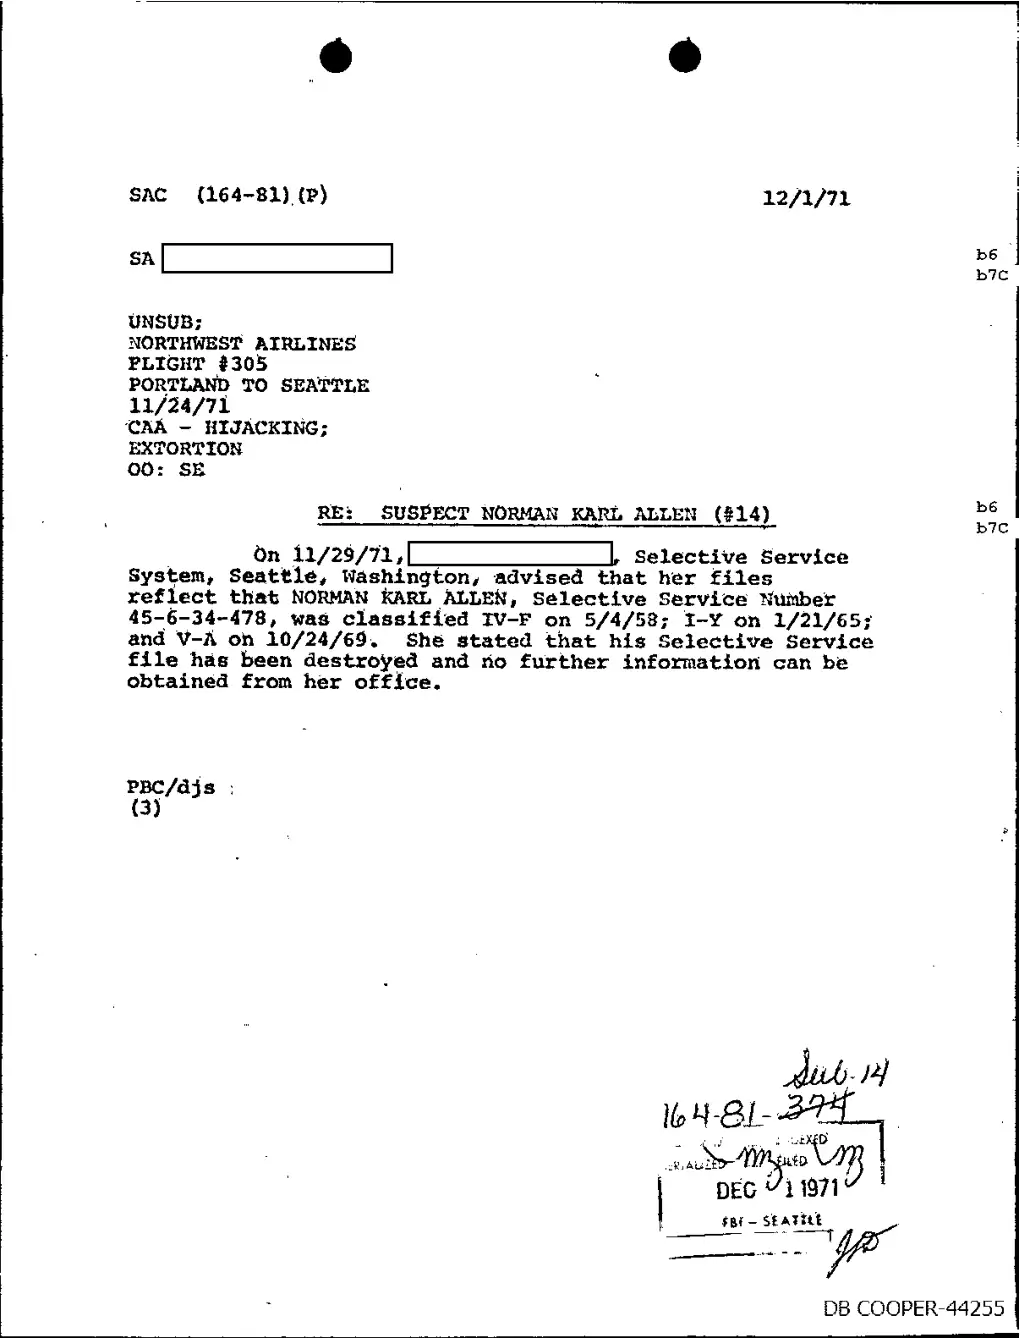 SAC (164-81) (P) 12/1/71
SA b6
b7C
UNSUB;
NORTHWEST AIRLINES
FLIGHT #305
PORTLAND TO SEATTLE
11/24/71
CAA - HIJACKING;
EXTORTION
OO: SE
RE: SUSPECT NORMAN KARL ALLEN (#14) b6
b7C
On 11/29/71, , Selective Service
System, Seattle, Washington, advised that her files
reflect that NORMAN KARL ALLEN, Selective Service Number
45-6-34-478, was classified IV-F on 5/4/58; I-Y on 1/21/65;
and V-A on 10/24/69. She stated that his Selective Service
file has been destroyed and no further information can be
obtained from her office.
PBC/djs
(3)
Sub-14
164-81-374
FILED
DEC 01 1971
FBI - SEATTLE
DB COOPER-44255